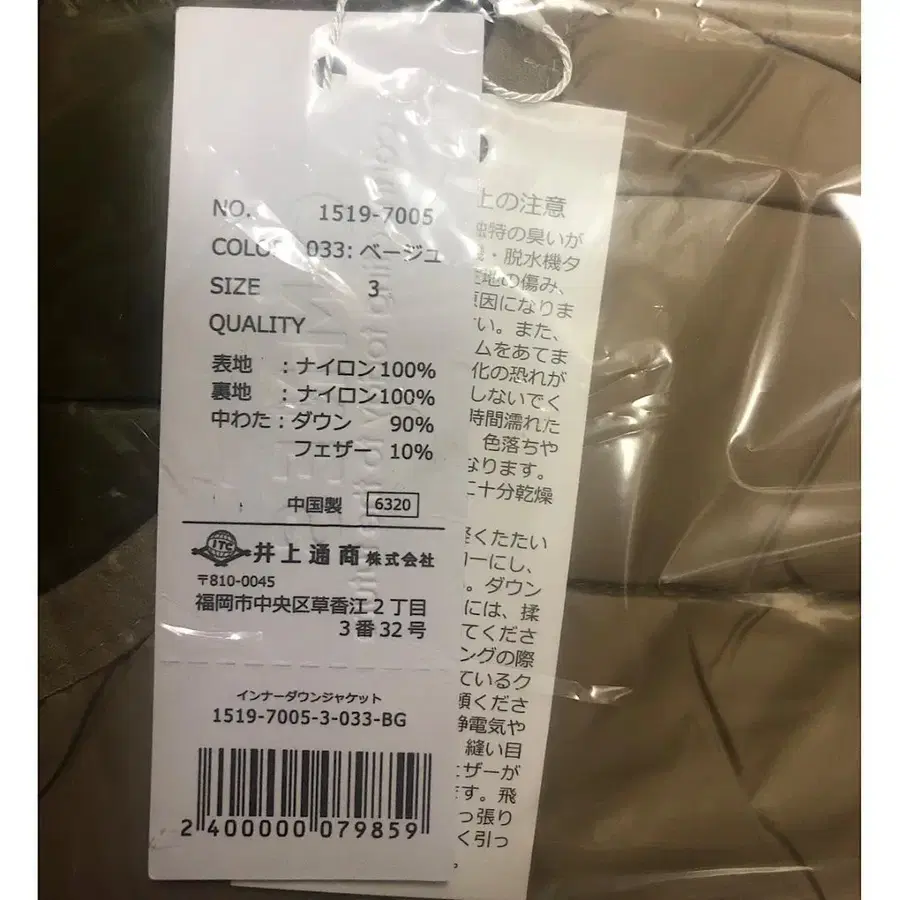 NO. 1519-7005
COLOR 033: ベージュ
SIZE 3
QUALITY
表地 : ナイロン100%
裏地 : ナイロン100%
中わた : ダウン 90%
フェザー 10%
中国製 6320
ITC 井上通商株式会社
〒810-0045
福岡市中央区草香江2丁目
3番32号
インナーダウンジャケット
1519-7005-3-033-BG
2400000079859
上の注意
独特の臭いが
・脱水機タ
地の傷み、
原因になりま
い。また、
ムをあてま
化の恐れが
しないでく
時間濡れた
色落ちや
なります。
に十分乾燥
軽くたたい
ーにし、
。ダウン
には、揉
てくださ
ングの際
ているク
頼くださ
静電気や
縫い目
ェザーが
す。飛
っ張り
く引っ
。